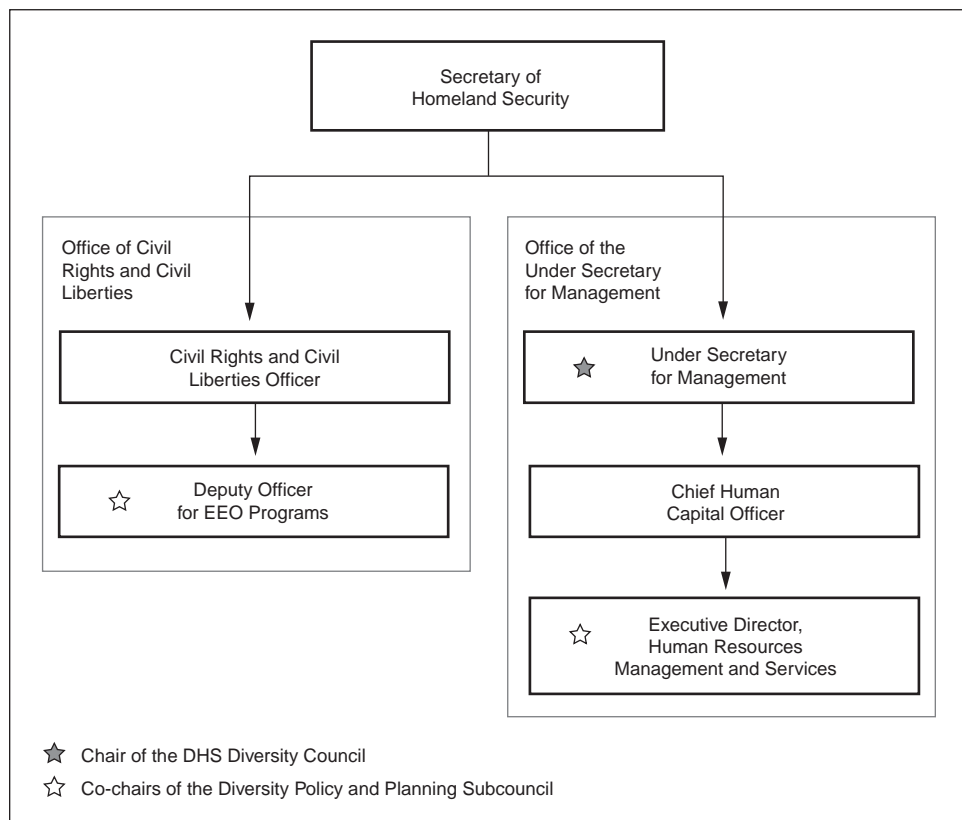 Secretary of
Homeland Security
Office of Civil
Rights and Civil
Liberties
Civil Rights and Civil
Liberties Officer
Deputy Officer
for EEO Programs
Office of the
Under Secretary
for Management
Under Secretary
for Management
Chief Human
Capital Officer
Executive Director,
Human Resources
Management and Services
Chair of the DHS Diversity Council
Co-chairs of the Diversity Policy and Planning Subcouncil